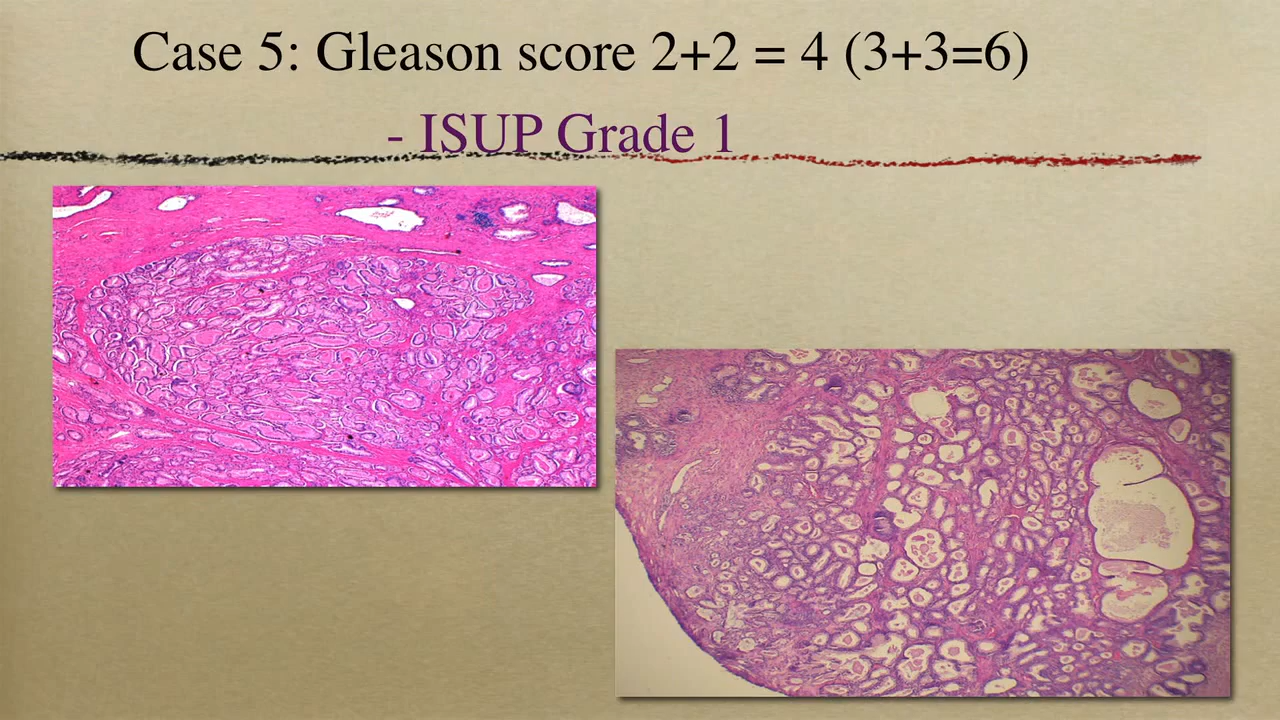 Case 5: Gleason score 2+2 = 4 (3+3=6)
- ISUP Grade 1